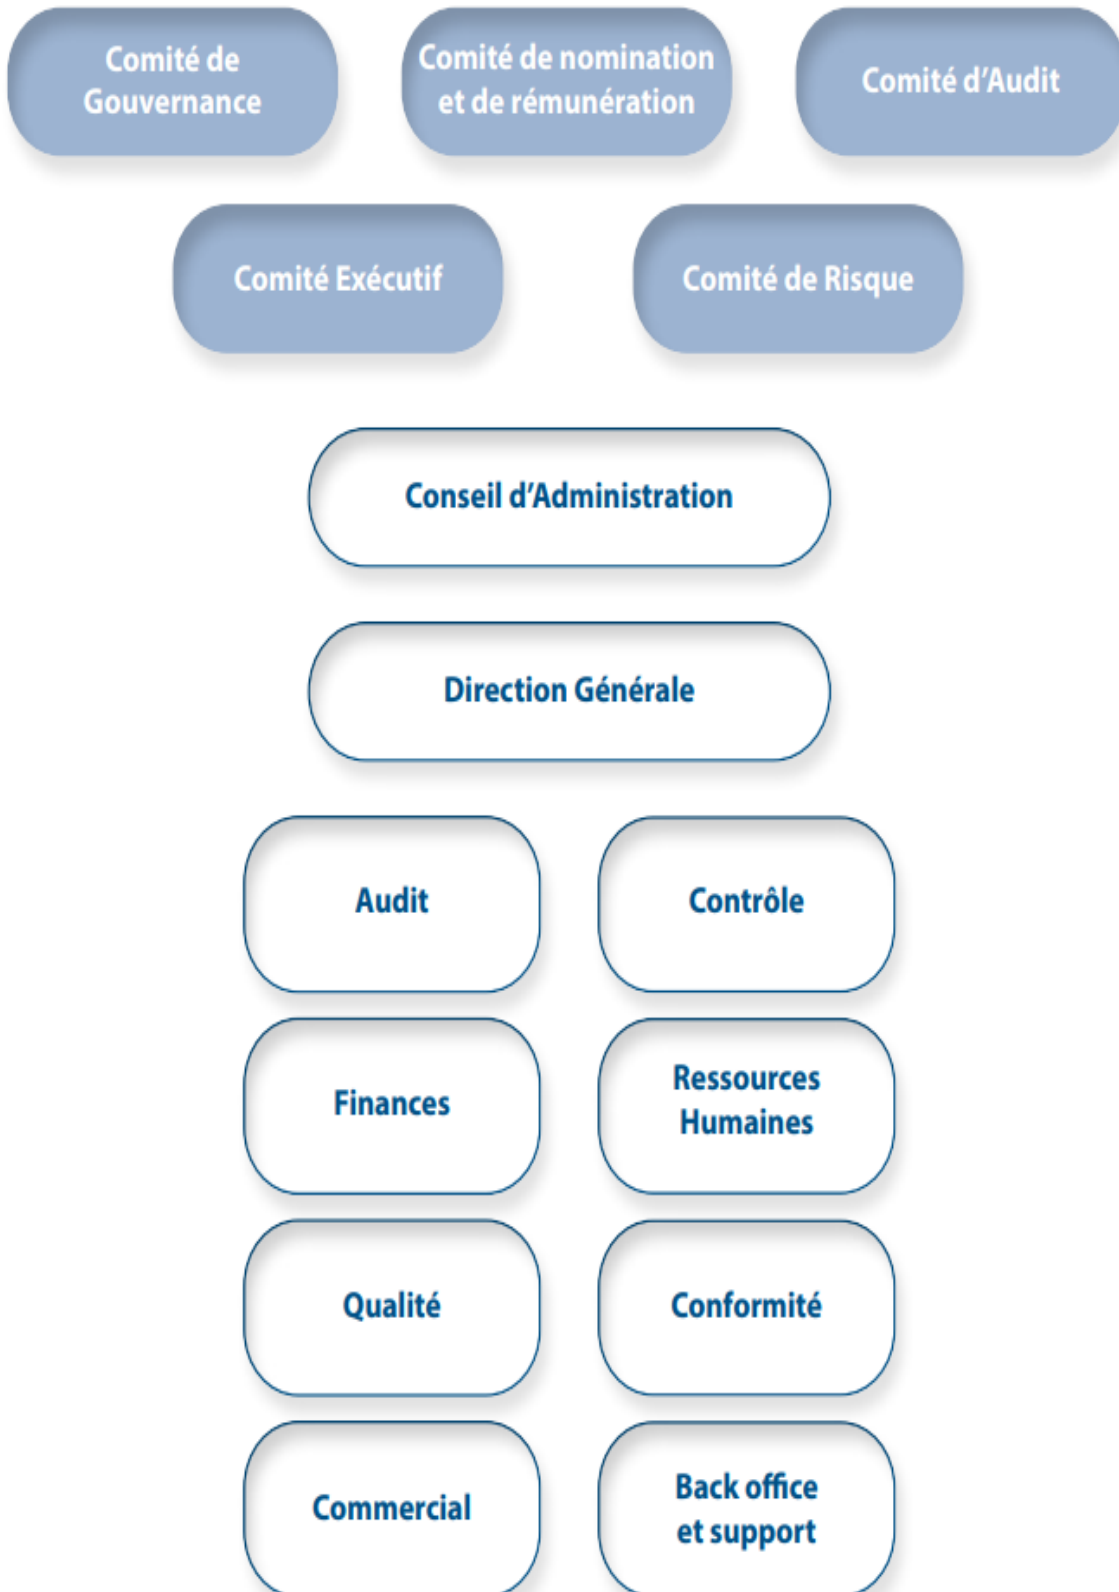 Comité de
Gouvernance
Comité de nomination
et de rémunération
Comité d’Audit
Comité Exécutif
Comité de Risque
Conseil d’Administration
Direction Générale
Audit
Contrôle
Finances
Ressources
Humaines
Qualité
Conformité
Commercial
Back office
et support